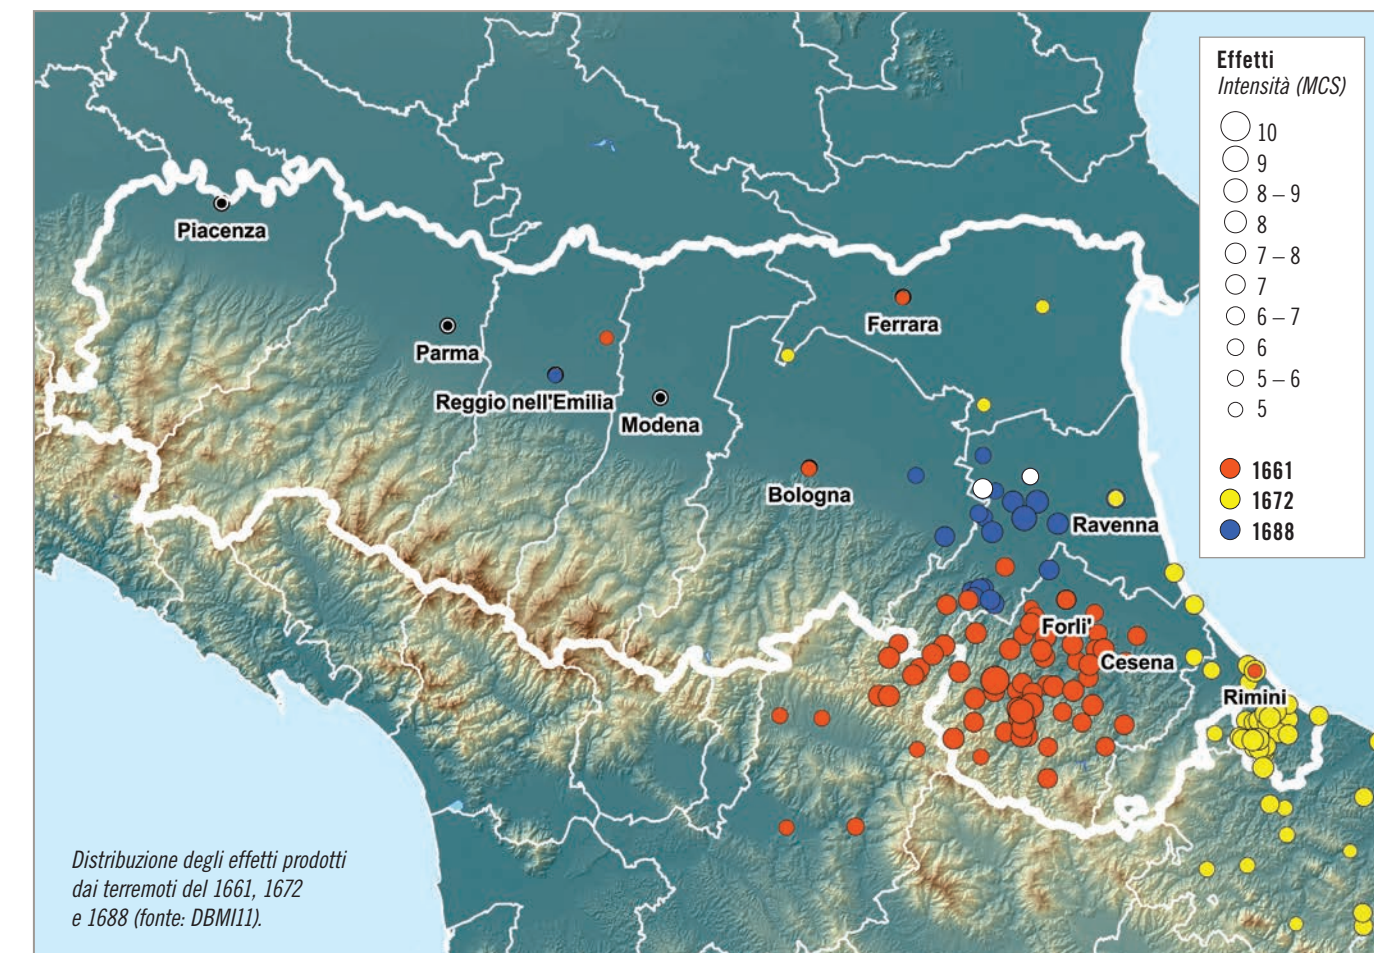 Effetti
Intensità (MCS)
10
9
8 – 9
8
7 – 8
7
6 – 7
6
5 – 6
5
1661
1672
1688
Piacenza
Parma
Reggio nell'Emilia
Modena
Ferrara
Bologna
Ravenna
Forli'
Cesena
Rimini
Distribuzione degli effetti prodotti
dai terremoti del 1661, 1672
e 1688 (fonte: DBMI11).